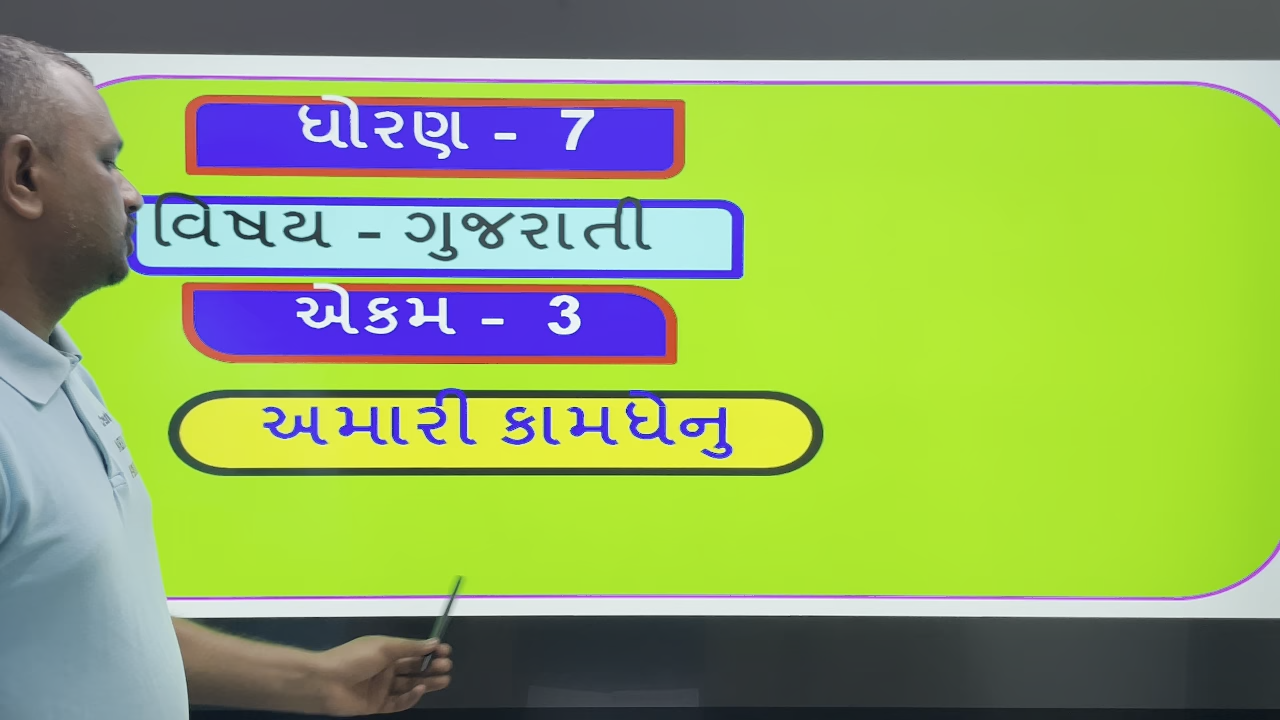 ધોરણ - 7
વિષય - ગુજરાતી
એકમ - 3
અમારી કામધેનુ